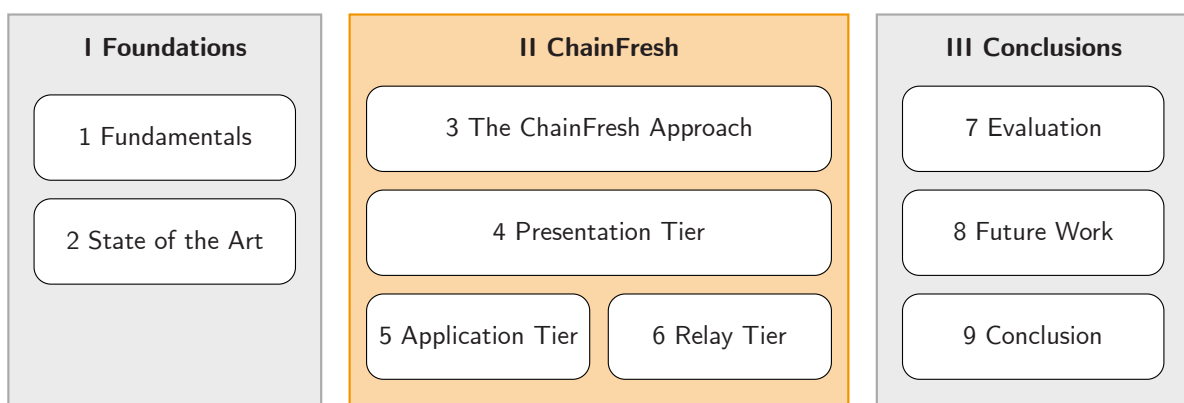 I Foundations
1 Fundamentals
2 State of the Art
II ChainFresh
3 The ChainFresh Approach
4 Presentation Tier
5 Application Tier
6 Relay Tier
III Conclusions
7 Evaluation
8 Future Work
9 Conclusion